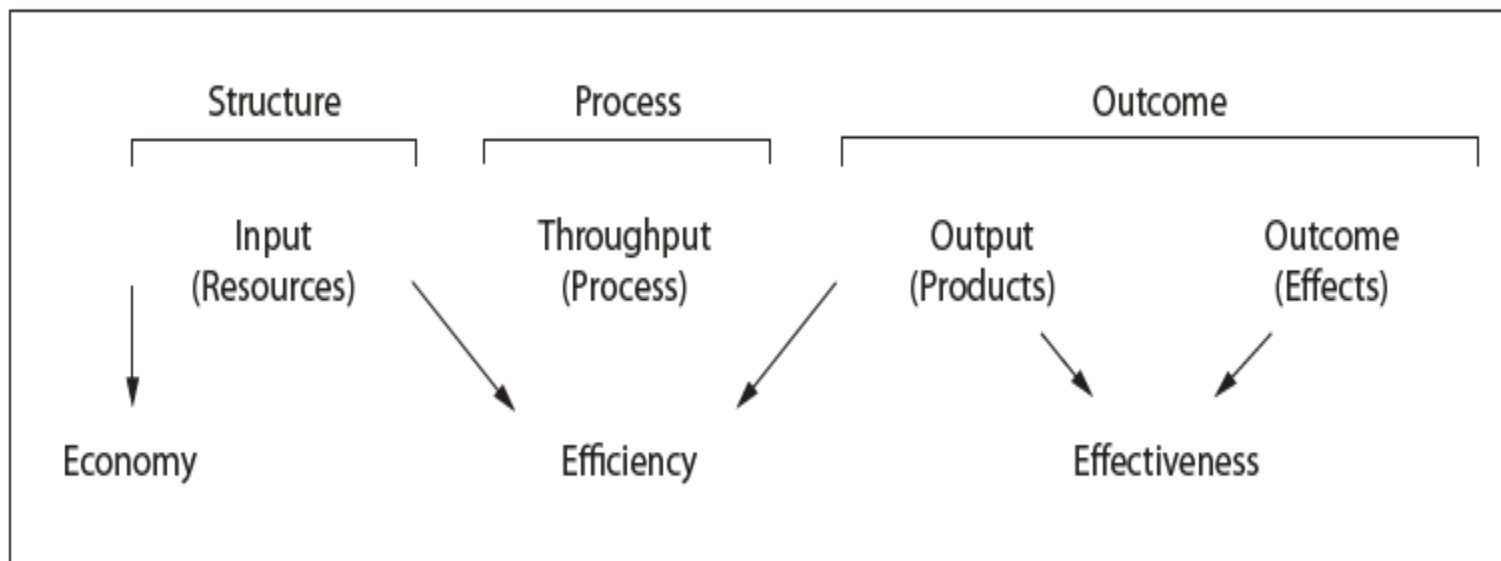 Structure Process Outcome
Input Throughput Output Outcome
(Resources) (Process) (Products) (Effects)
Economy Efficiency Effectiveness